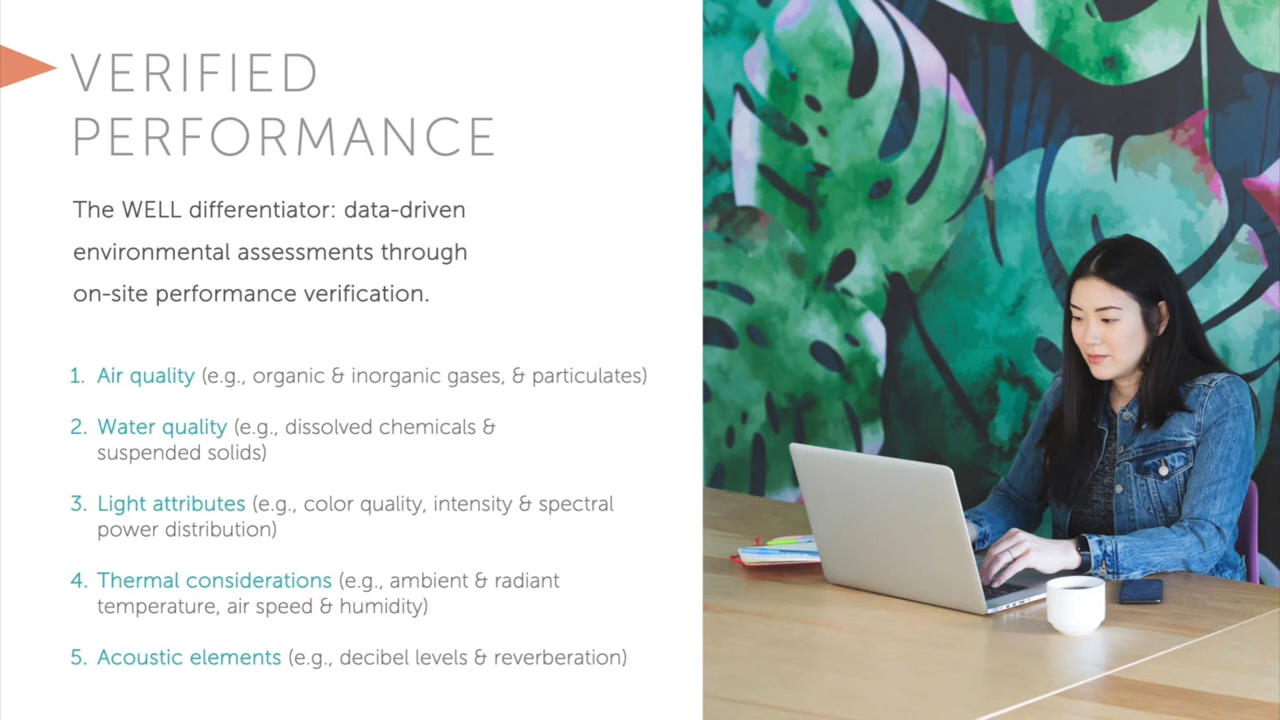 VERIFIED
PERFORMANCE
The WELL differentiator: data-driven
environmental assessments through
on-site performance verification.
1. Air quality (e.g., organic & inorganic gases, & particulates)
2. Water quality (e.g., dissolved chemicals &
suspended solids)
3. Light attributes (e.g., color quality, intensity & spectral
power distribution)
4. Thermal considerations (e.g., ambient & radiant
temperature, air speed & humidity)
5. Acoustic elements (e.g., decibel levels & reverberation)